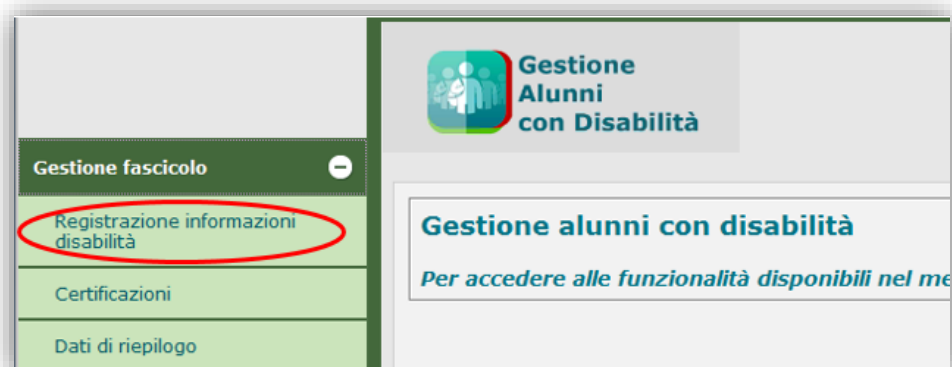 Gestione
Alunni
con Disabilità
Gestione fascicolo
Registrazione informazioni
disabilità
Certificazioni
Dati di riepilogo
Gestione alunni con disabilità
Per accedere alle funzionalità disponibili nel me